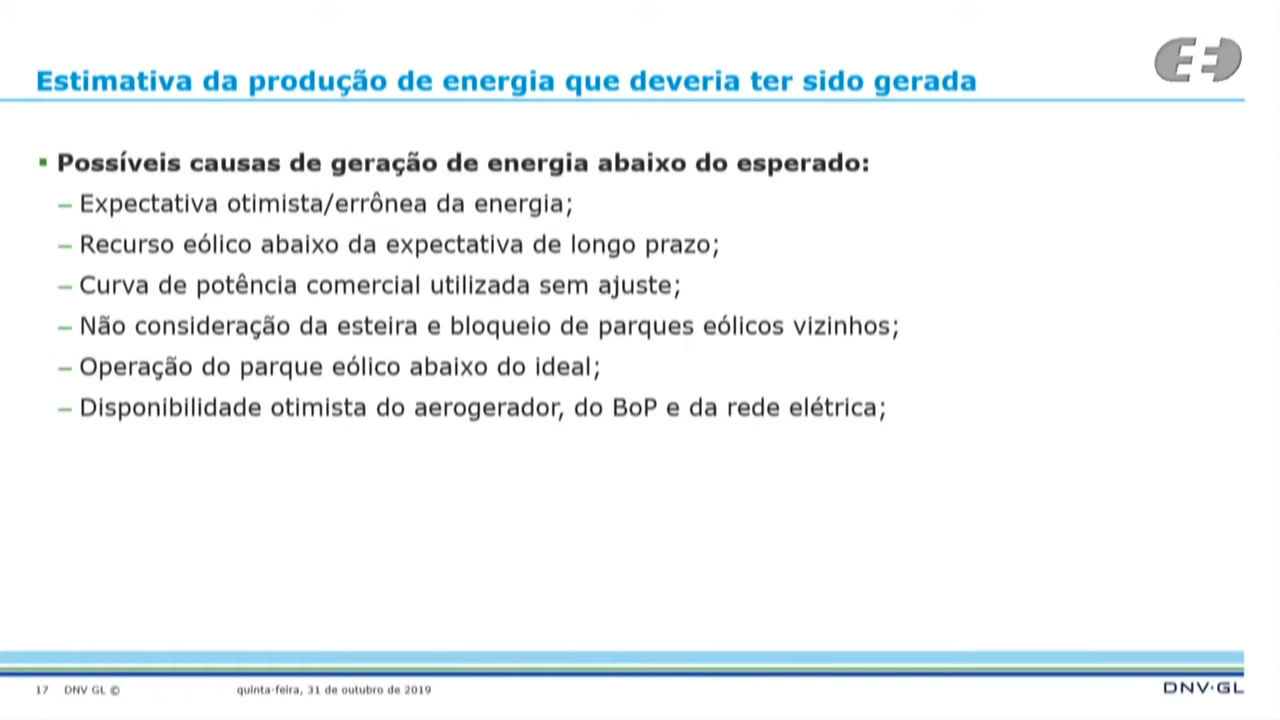 Estimativa da produção de energia que deveria ter sido gerada
▪ Possíveis causas de geração de energia abaixo do esperado:
– Expectativa otimista/errônea da energia;
– Recurso eólico abaixo da expectativa de longo prazo;
– Curva de potência comercial utilizada sem ajuste;
– Não consideração da esteira e bloqueio de parques eólicos vizinhos;
– Operação do parque eólico abaixo do ideal;
– Disponibilidade otimista do aerogerador, do BoP e da rede elétrica;
17 DNV GL © quinta-feira, 31 de outubro de 2019
DNV·GL